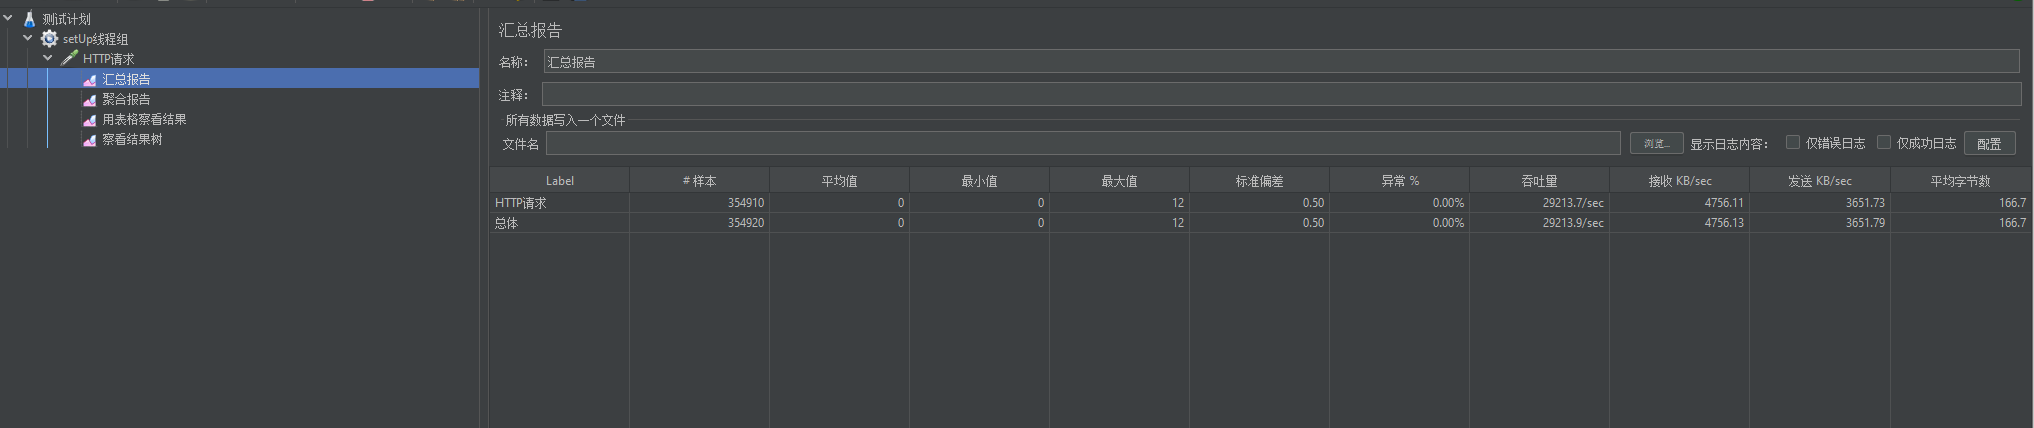 测试计划
setUp线程组
HTTP请求
汇总报告
聚合报告
用表格察看结果
察看结果树
汇总报告
名称： 汇总报告
注释：
所有数据写入一个文件
文件名 浏览... 显示日志内容： 仅错误日志 仅成功日志 配置
Label # 样本 平均值 最小值 最大值 标准偏差 异常 % 吞吐量 接收 KB/sec 发送 KB/sec 平均字节数
HTTP请求 354910 0 0 12 0.50 0.00% 29213.7/sec 4756.11 3651.73 166.7
总体 354920 0 0 12 0.50 0.00% 29213.9/sec 4756.13 3651.79 166.7